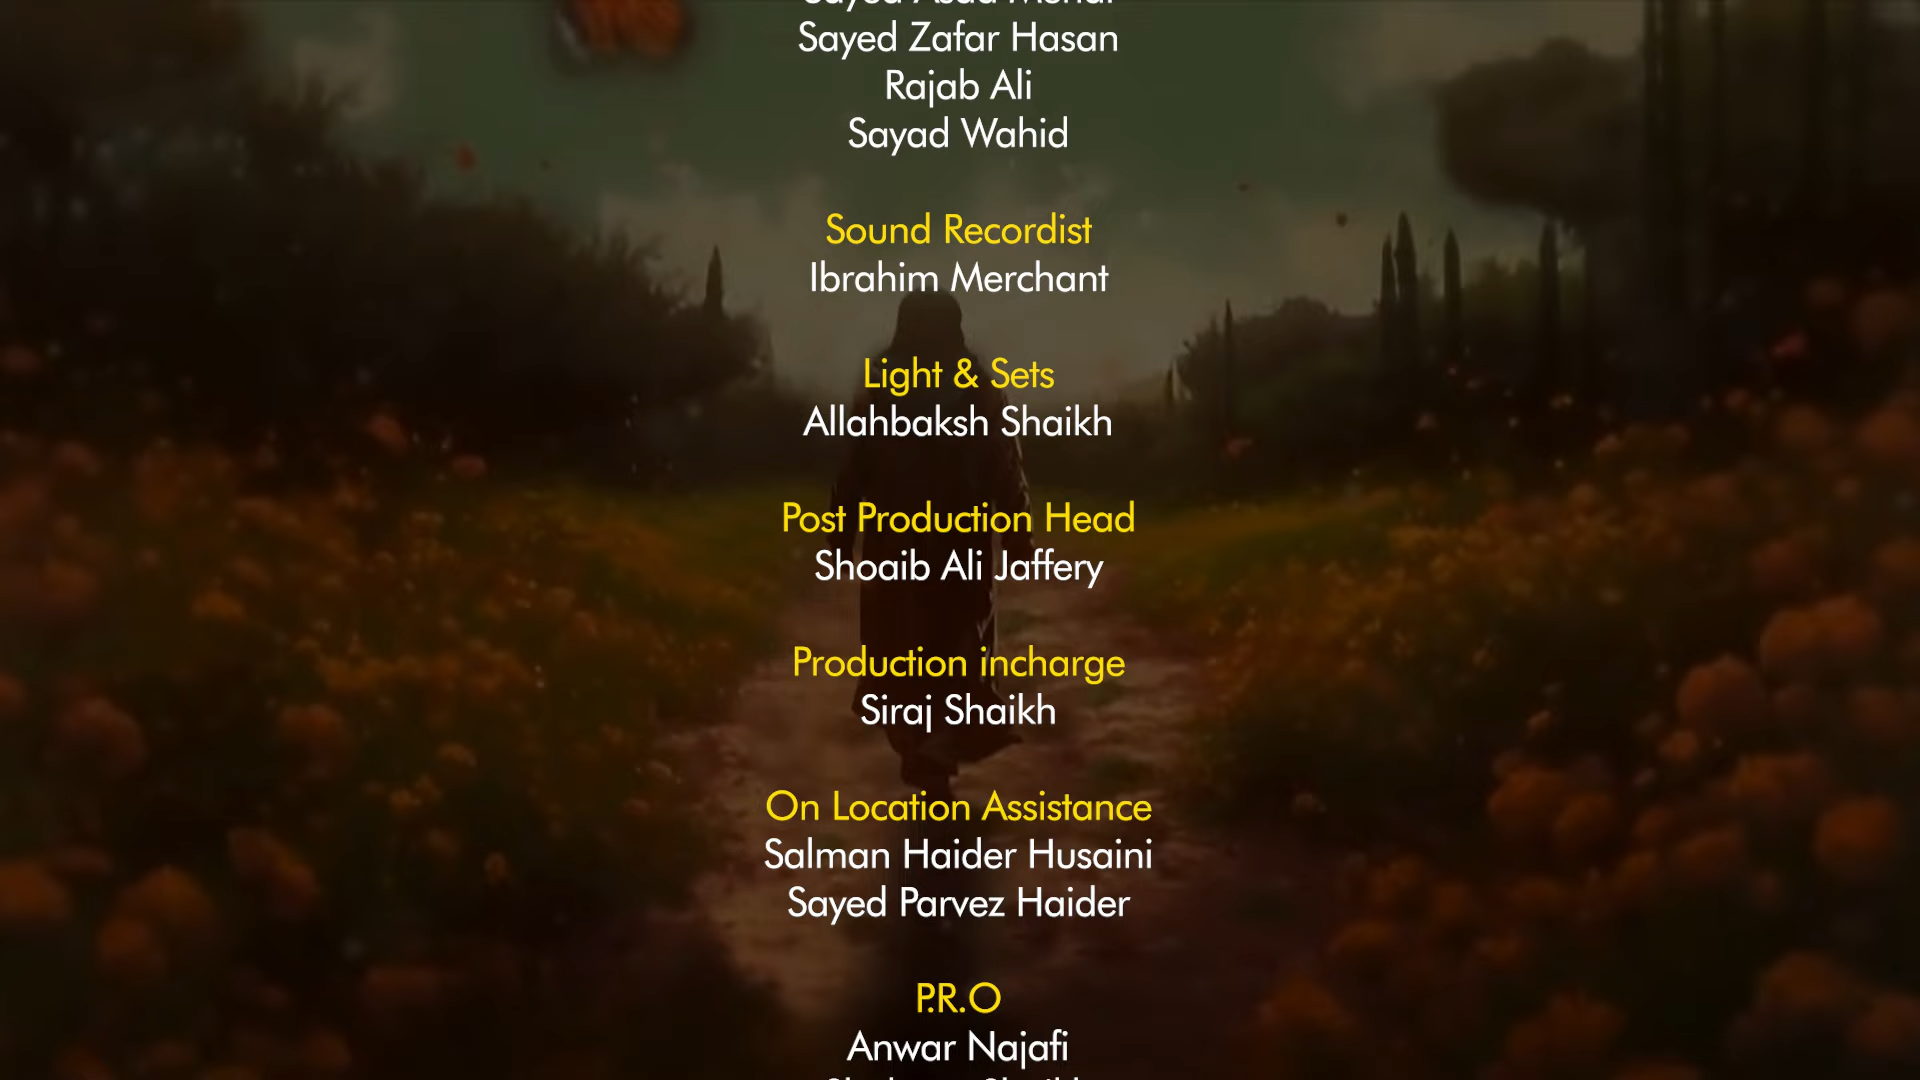 Sayed Zafar Hasan
Rajab Ali
Sayad Wahid
Sound Recordist
Ibrahim Merchant
Light & Sets
Allahbaksh Shaikh
Post Production Head
Shoaib Ali Jaffery
Production incharge
Siraj Shaikh
On Location Assistance
Salman Haider Husaini
Sayed Parvez Haider
P.R.O
Anwar Najafi